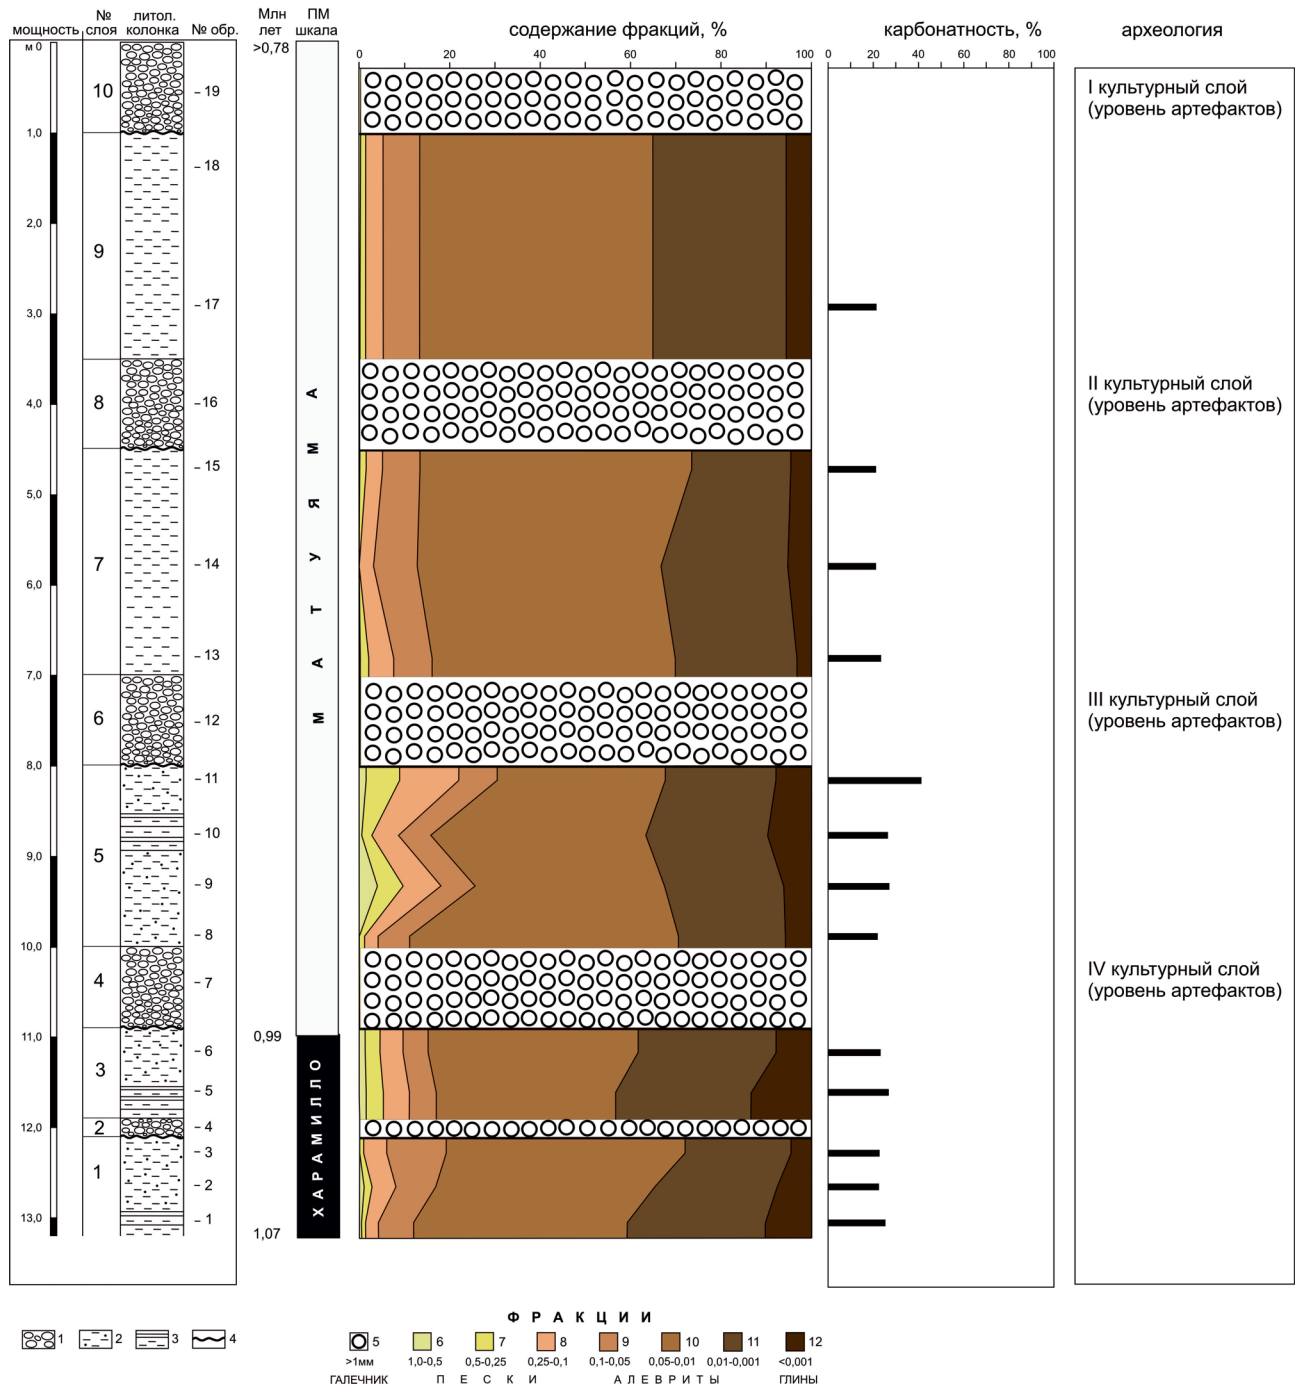 мощность
№
слоя
литол.
колонка
№ обр.
Млн
лет
ПМ
шкала
содержание фракций, %
карбонатность, %
археология
м 0
>0,78
0 20 40 60 80 100
0 20 40 60 80 100
10
– 19
I культурный слой
(уровень артефактов)
1,0
– 18
2,0
9
– 17
3,0
8
– 16
4,0
II культурный слой
(уровень артефактов)
– 15
5,0
7
– 14
6,0
– 13
7,0
6
– 12
III культурный слой
(уровень артефактов)
8,0
– 11
– 10
5
9,0
– 9
– 8
10,0
4
– 7
IV культурный слой
(уровень артефактов)
11,0
0,99
– 6
3
– 5
12,0
2
– 4
– 3
1
– 2
13,0
– 1
1,07
МАТУЯМА
ХАРАМИЛЛО
1 2 3 4
ФРАКЦИИ
5 6 7 8 9 10 11 12
>1мм 1,0-0,5 0,5-0,25 0,25-0,1 0,1-0,05 0,05-0,01 0,01-0,001 <0,001
ГАЛЕЧНИК ПЕСКИ АЛЕВРИТЫ ГЛИНЫ